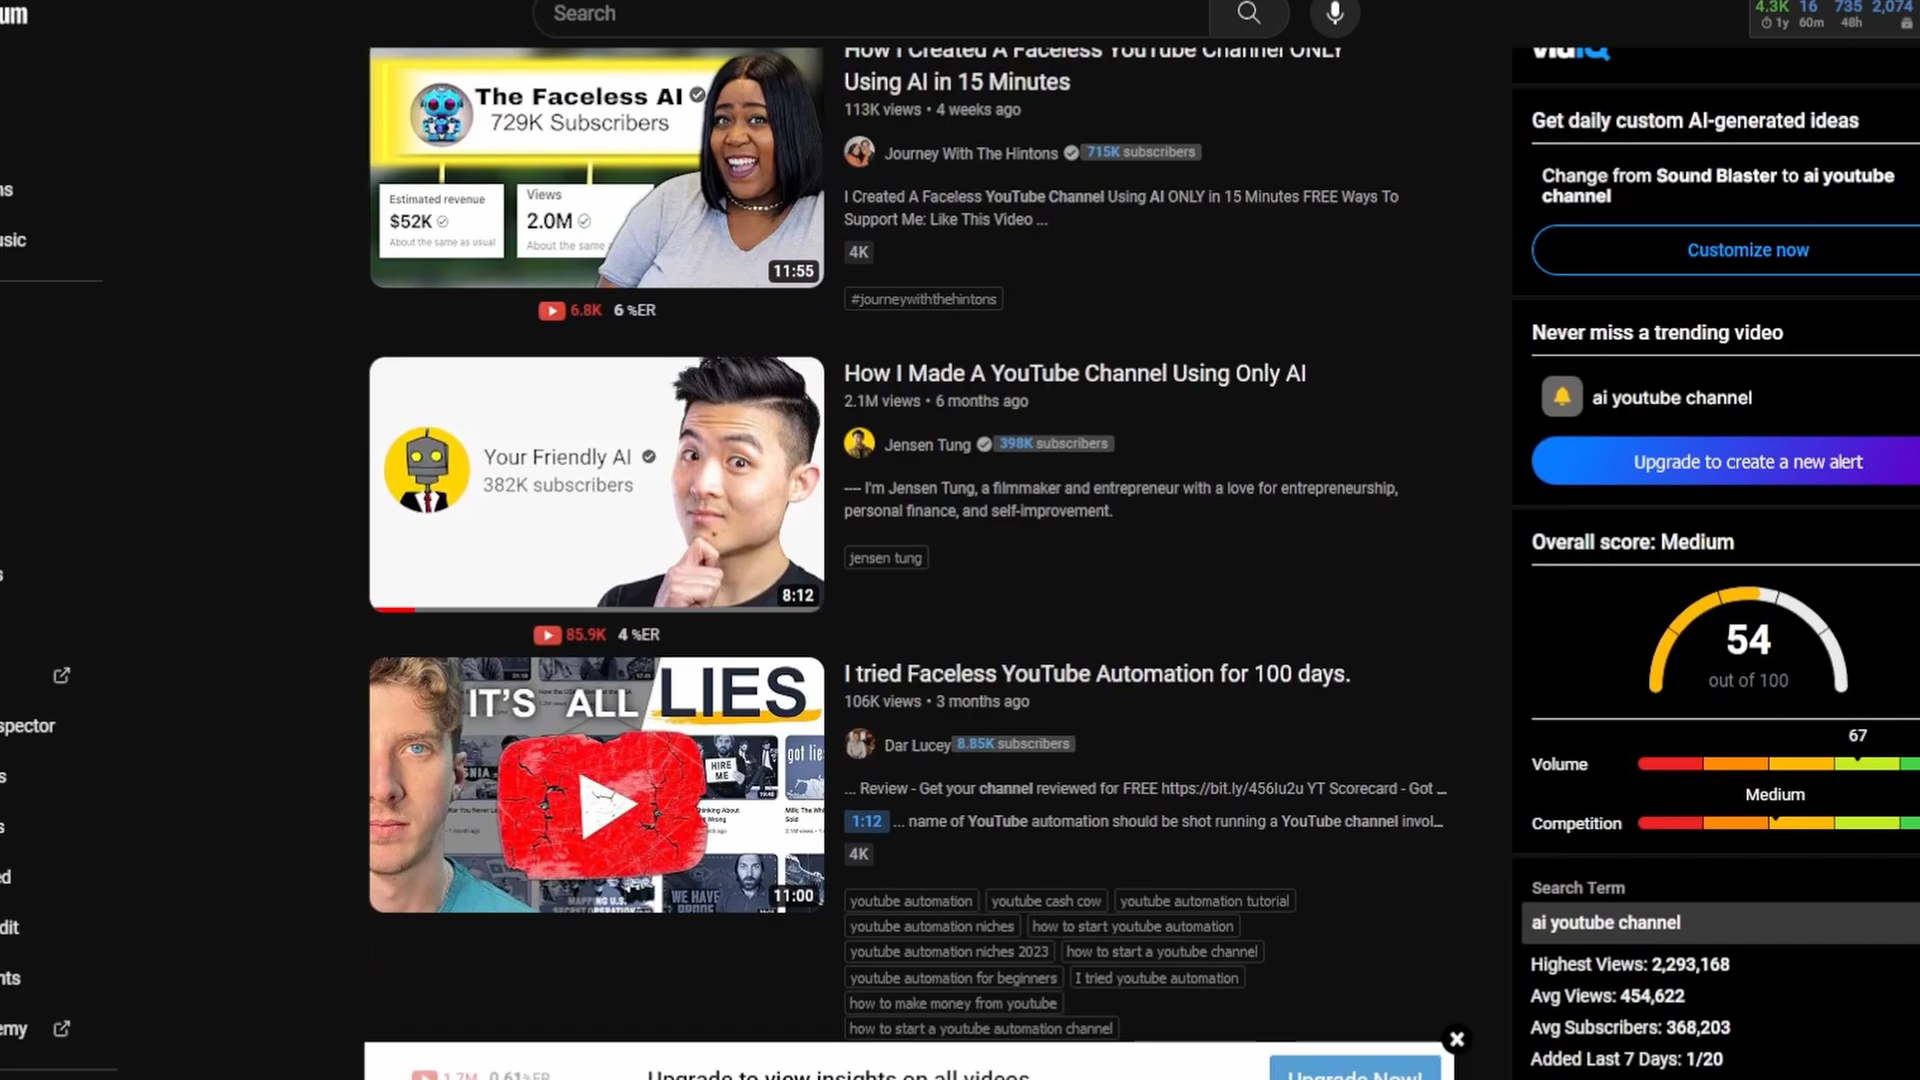 um
Search
4.3K 16 735 2,074
1y 60m 48h
ns
usic
s
spector
s
s
ed
dit
nts
emy
The Faceless AI
729K Subscribers
Estimated revenue
$52K
About the same as usual
Views
2.0M
About the same
11:55
6.8K 6 %ER
How I Created A Faceless YouTube Channel ONLY
Using AI in 15 Minutes
113K views • 4 weeks ago
Journey With The Hintons 715K subscribers
I Created A Faceless YouTube Channel Using AI ONLY in 15 Minutes FREE Ways To
Support Me: Like This Video ...
4K
#journeywiththehintons
Your Friendly AI
382K subscribers
8:12
85.9K 4 %ER
How I Made A YouTube Channel Using Only AI
2.1M views • 6 months ago
Jensen Tung 398K subscribers
---- I'm Jensen Tung, a filmmaker and entrepreneur with a love for entrepreneurship,
personal finance, and self-improvement.
jensen tung
IT'S ALL LIES
HIRE
ME
got lies
WE HAVE
11:00
I tried Faceless YouTube Automation for 100 days.
106K views • 3 months ago
Dar Lucey 8.85K subscribers
... Review - Get your channel reviewed for FREE https://bit.ly/456Iu2u YT Scorecard - Got ...
1:12 ... name of YouTube automation should be shot running a YouTube channel invol...
4K
youtube automation youtube cash cow youtube automation tutorial
youtube automation niches how to start youtube automation
youtube automation niches 2023 how to start a youtube channel
youtube automation for beginners I tried youtube automation
how to make money from youtube
how to start a youtube automation channel
1.7M 0.61%ER
Upgrade to view insights on all videos
Upgrade Now!
vidIQ
Get daily custom AI-generated ideas
Change from Sound Blaster to ai youtube
channel
Customize now
Never miss a trending video
ai youtube channel
Upgrade to create a new alert
Overall score: Medium
54
out of 100
67
Volume
Medium
Competition
Search Term
ai youtube channel
Highest Views: 2,293,168
Avg Views: 454,622
Avg Subscribers: 368,203
Added Last 7 Days: 1/20